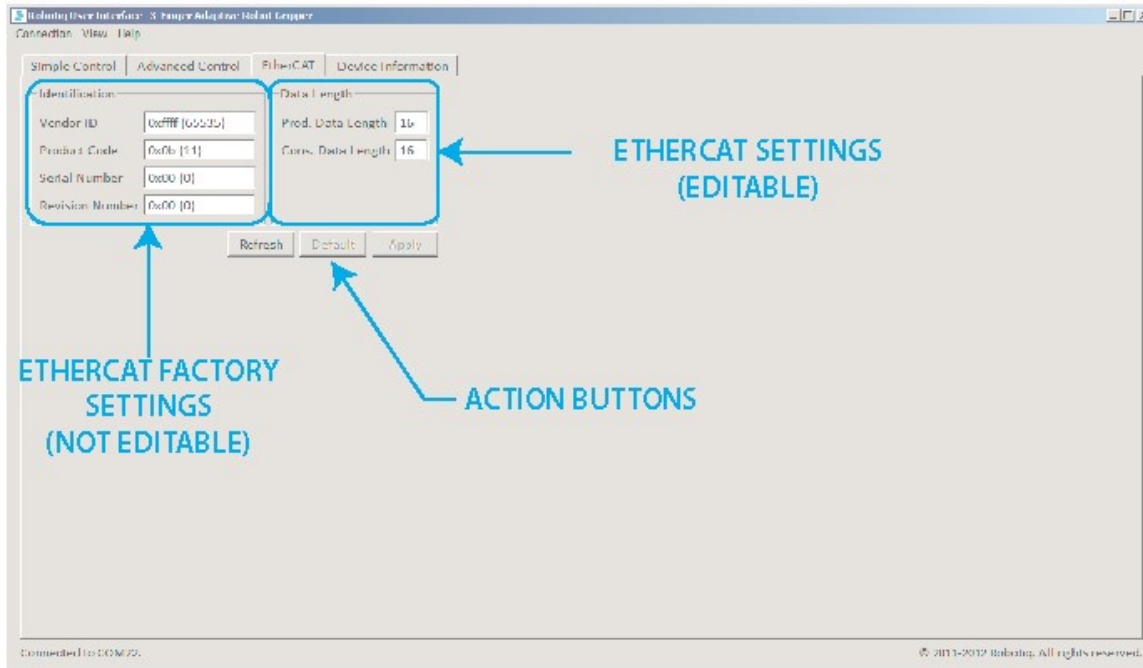 Robotiq User Interface - 3-Finger Adaptive Robot Gripper
Connection View Help
Simple Control Advanced Control EtherCAT Device Information
Identification
Data Length
Vendor ID 0xffff (65535)
Prod. Data Length 16
Product Code 0x0b (11)
Cons. Data Length 16
Serial Number 0x00 (0)
Revision Number 0x00 (0)
ETHERCAT SETTINGS
(EDITABLE)
Refresh Default Apply
ETHERCAT FACTORY
SETTINGS
(NOT EDITABLE)
ACTION BUTTONS
Connected to COM22.
© 2011-2012 Robotiq. All rights reserved.